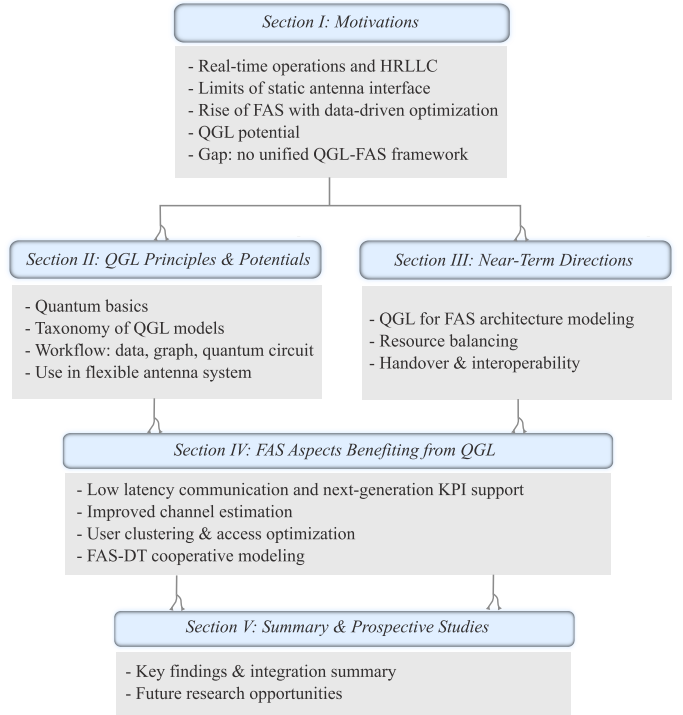 Section I: Motivations
- Real-time operations and HRLLC
- Limits of static antenna interface
- Rise of FAS with data-driven optimization
- QGL potential
- Gap: no unified QGL-FAS framework
Section II: QGL Principles & Potentials
- Quantum basics
- Taxonomy of QGL models
- Workflow: data, graph, quantum circuit
- Use in flexible antenna system
Section III: Near-Term Directions
- QGL for FAS architecture modeling
- Resource balancing
- Handover & interoperability
Section IV: FAS Aspects Benefiting from QGL
- Low latency communication and next-generation KPI support
- Improved channel estimation
- User clustering & access optimization
- FAS-DT cooperative modeling
Section V: Summary & Prospective Studies
- Key findings & integration summary
- Future research opportunities